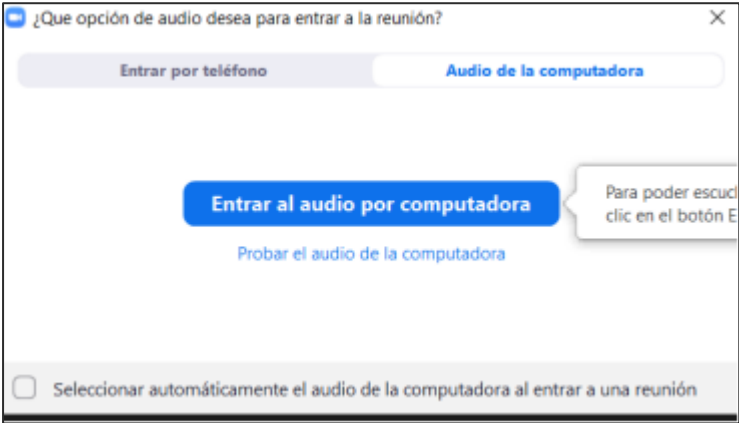 ¿Que opción de audio desea para entrar a la reunión?
Entrar por teléfono
Audio de la computadora
Entrar al audio por computadora
Para poder escuc
clic en el botón E
Probar el audio de la computadora
Seleccionar automáticamente el audio de la computadora al entrar a una reunión